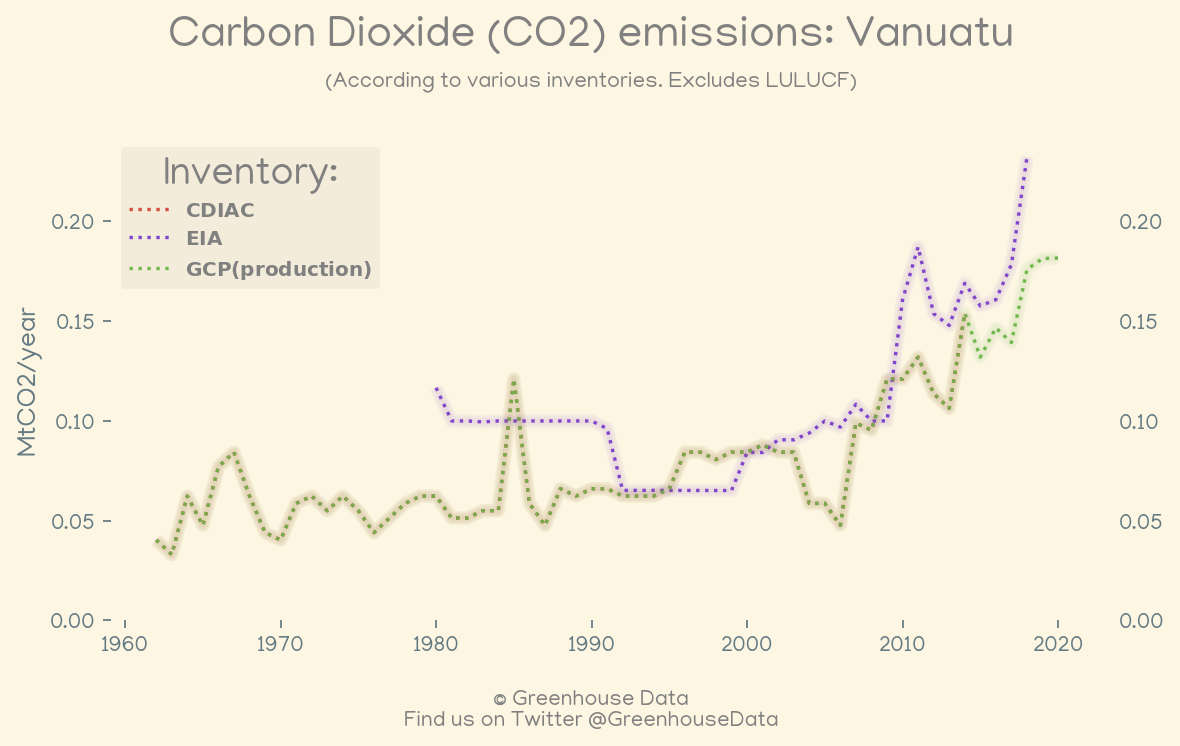 Carbon Dioxide (CO2) emissions: Vanuatu
(According to various inventories. Excludes LULUCF)
Inventory:
CDIAC
EIA
GCP(production)
MtCO2/year
0.20
0.15
0.10
0.05
0.00
0.20
0.15
0.10
0.05
0.00
1960 1970 1980 1990 2000 2010 2020
© Greenhouse Data
Find us on Twitter @GreenhouseData